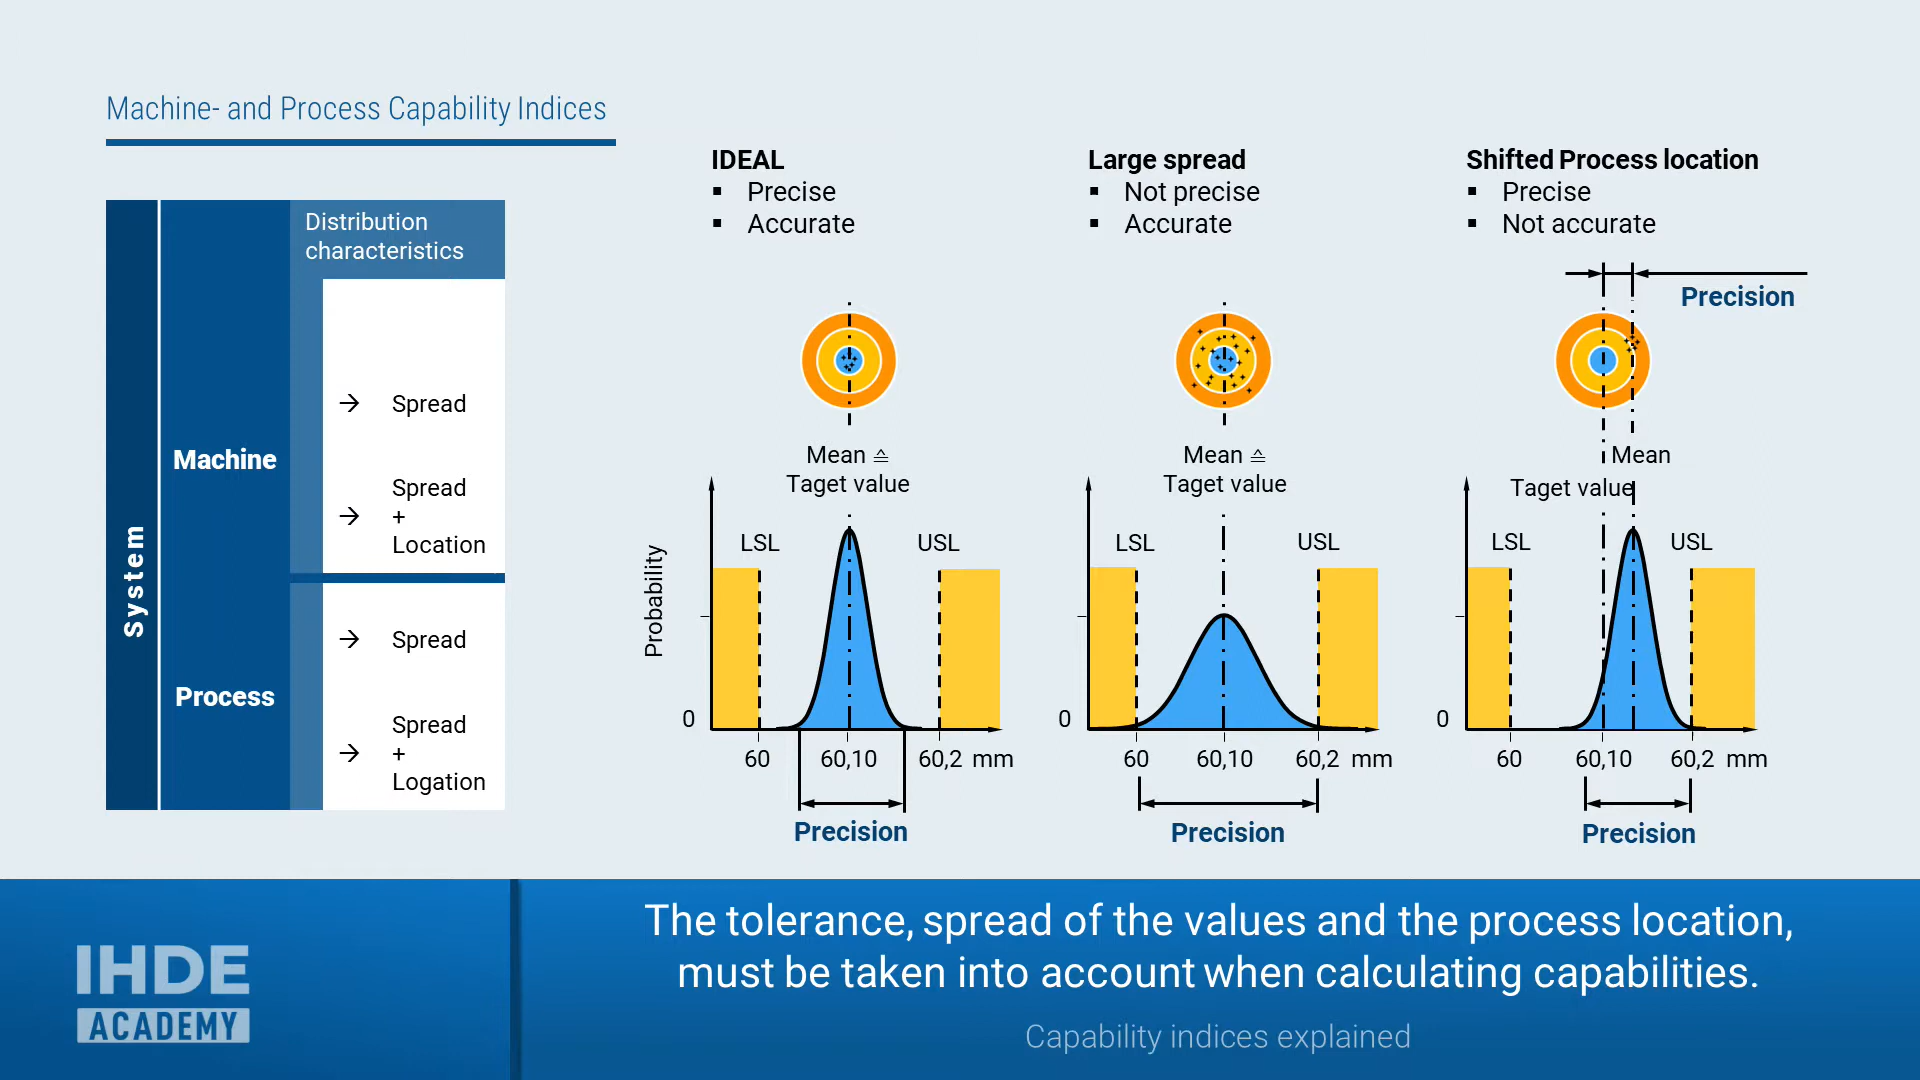 Machine- and Process Capability Indices
System
Machine
Process
Distribution
characteristics
→ Spread
→ Spread
+
Location
→ Spread
→ Spread
+
Logation
IDEAL
▪ Precise
▪ Accurate
Mean ≙
Taget value
Probability
LSL
USL
0
60
60,10
60,2 mm
Precision
Large spread
▪ Not precise
▪ Accurate
Mean ≙
Taget value
LSL
USL
0
60
60,10
60,2 mm
Precision
Shifted Process location
▪ Precise
▪ Not accurate
Precision
Mean
Taget value
LSL
USL
0
60
60,10
60,2 mm
Precision
IHDE
ACADEMY
The tolerance, spread of the values and the process location,
must be taken into account when calculating capabilities.
Capability indices explained